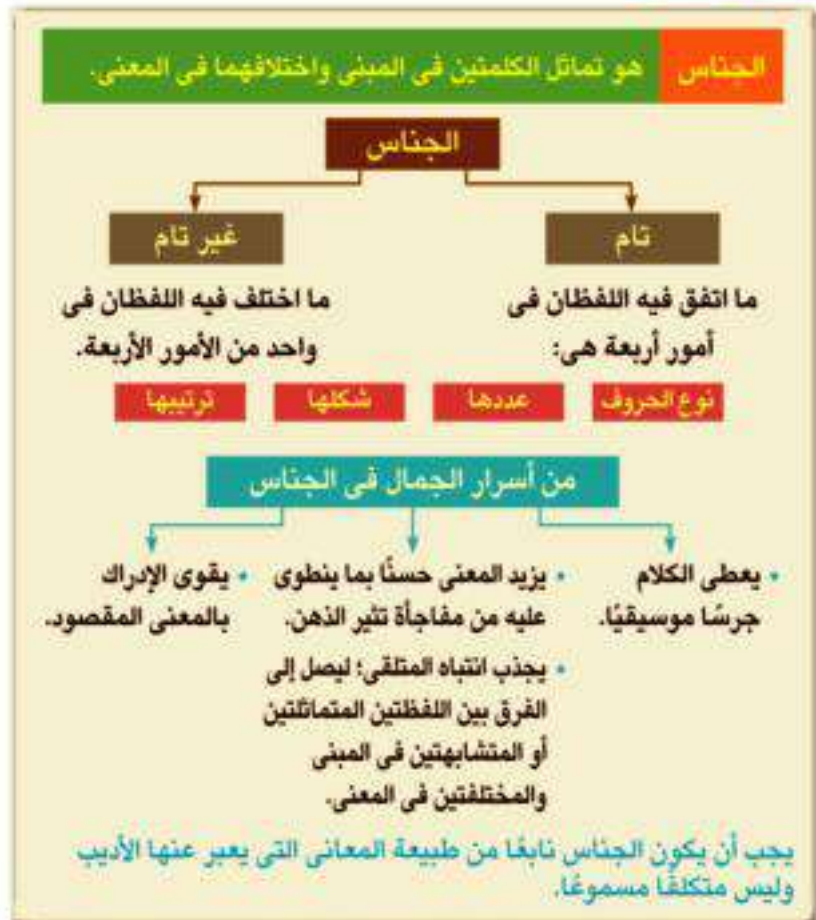 الجناس هو تماثل الكلمتين فى المبنى واختلافهما فى المعنى.
الجناس
تام
غير تام
ما اتفق فيه اللفظان فى
أمور أربعة هى:
ما اختلف فيه اللفظان فى
واحد من الأمور الأربعة.
نوع الحروف
عددها
شكلها
ترتيبها
من أسرار الجمال فى الجناس
• يعطى الكلام
جرسًا موسيقيًا.
• يزيد المعنى حسنًا بما ينطوى
عليه من مفاجأة تثير الذهن.
• يجذب انتباه المتلقى؛ ليصل إلى
الفرق بين اللفظتين المتماثلتين
أو المتشابهتين فى المبنى
والمختلفتين فى المعنى.
• يقوى الإدراك
بالمعنى المقصود.
يجب أن يكون الجناس نابعًا من طبيعة المعانى التى يعبر عنها الأديب
وليس متكلفًا مسموعًا.